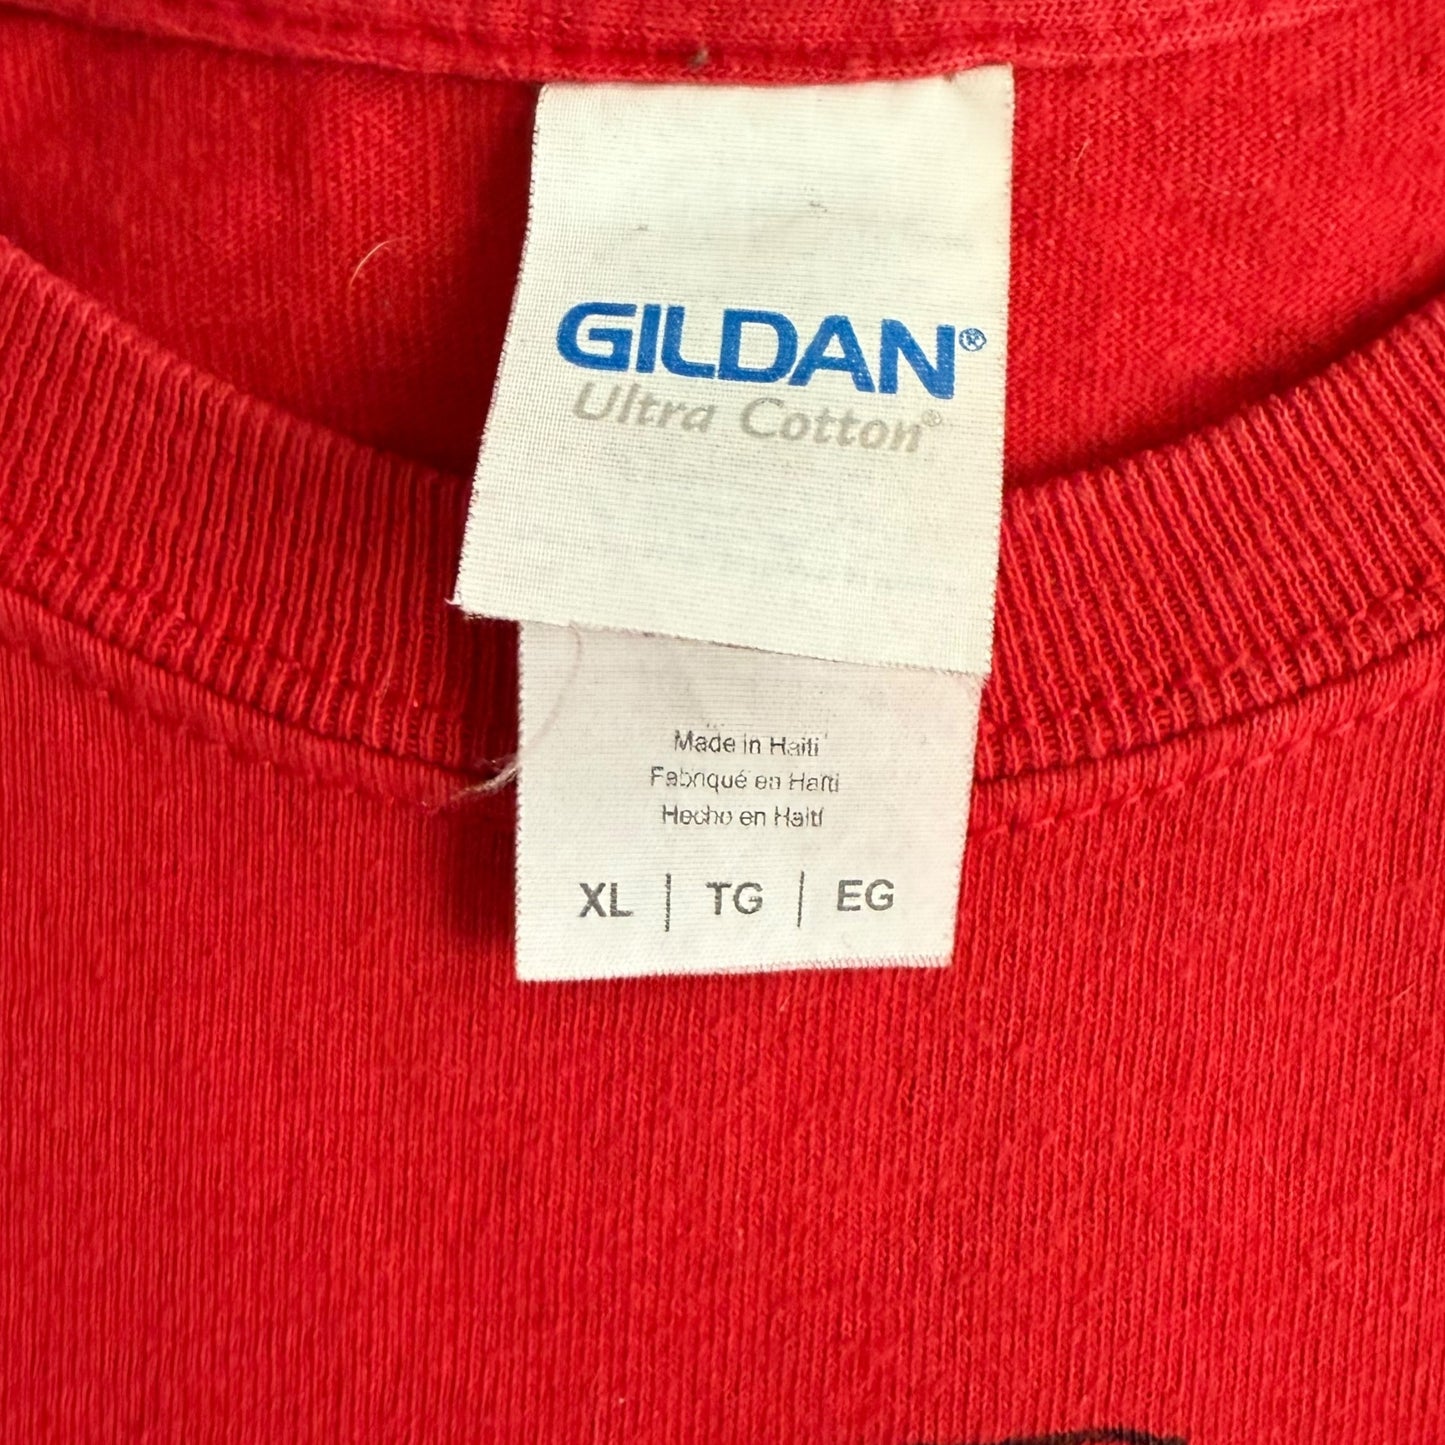 GILDAN®
Ultra Cotton®
Made in Haiti
Fabriqué en Haïti
Hecho en Haití
XL | TG | EG